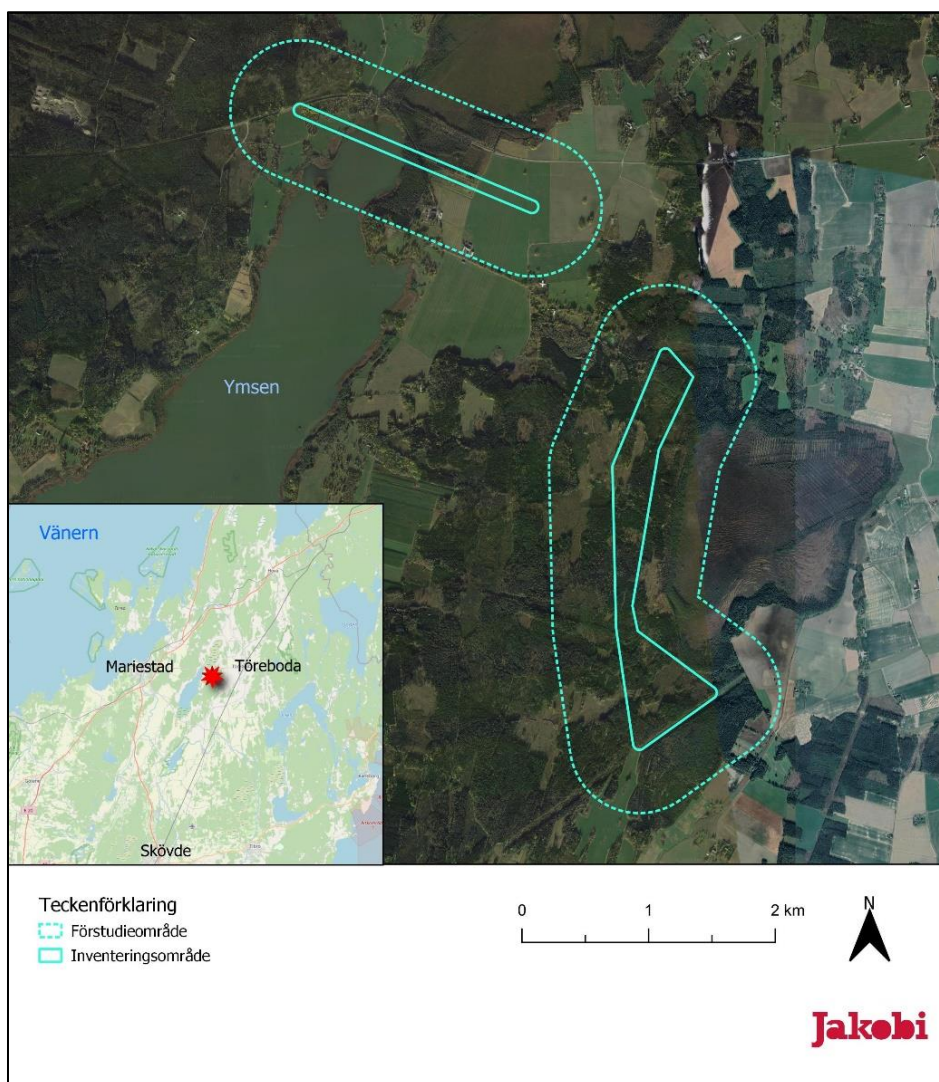 Ymsen
Vänern
Mariestad
Töreboda
Skövde
Teckenförklaring
Förstudieområde
Inventeringsområde
0 1 2 km
N
Jakobi